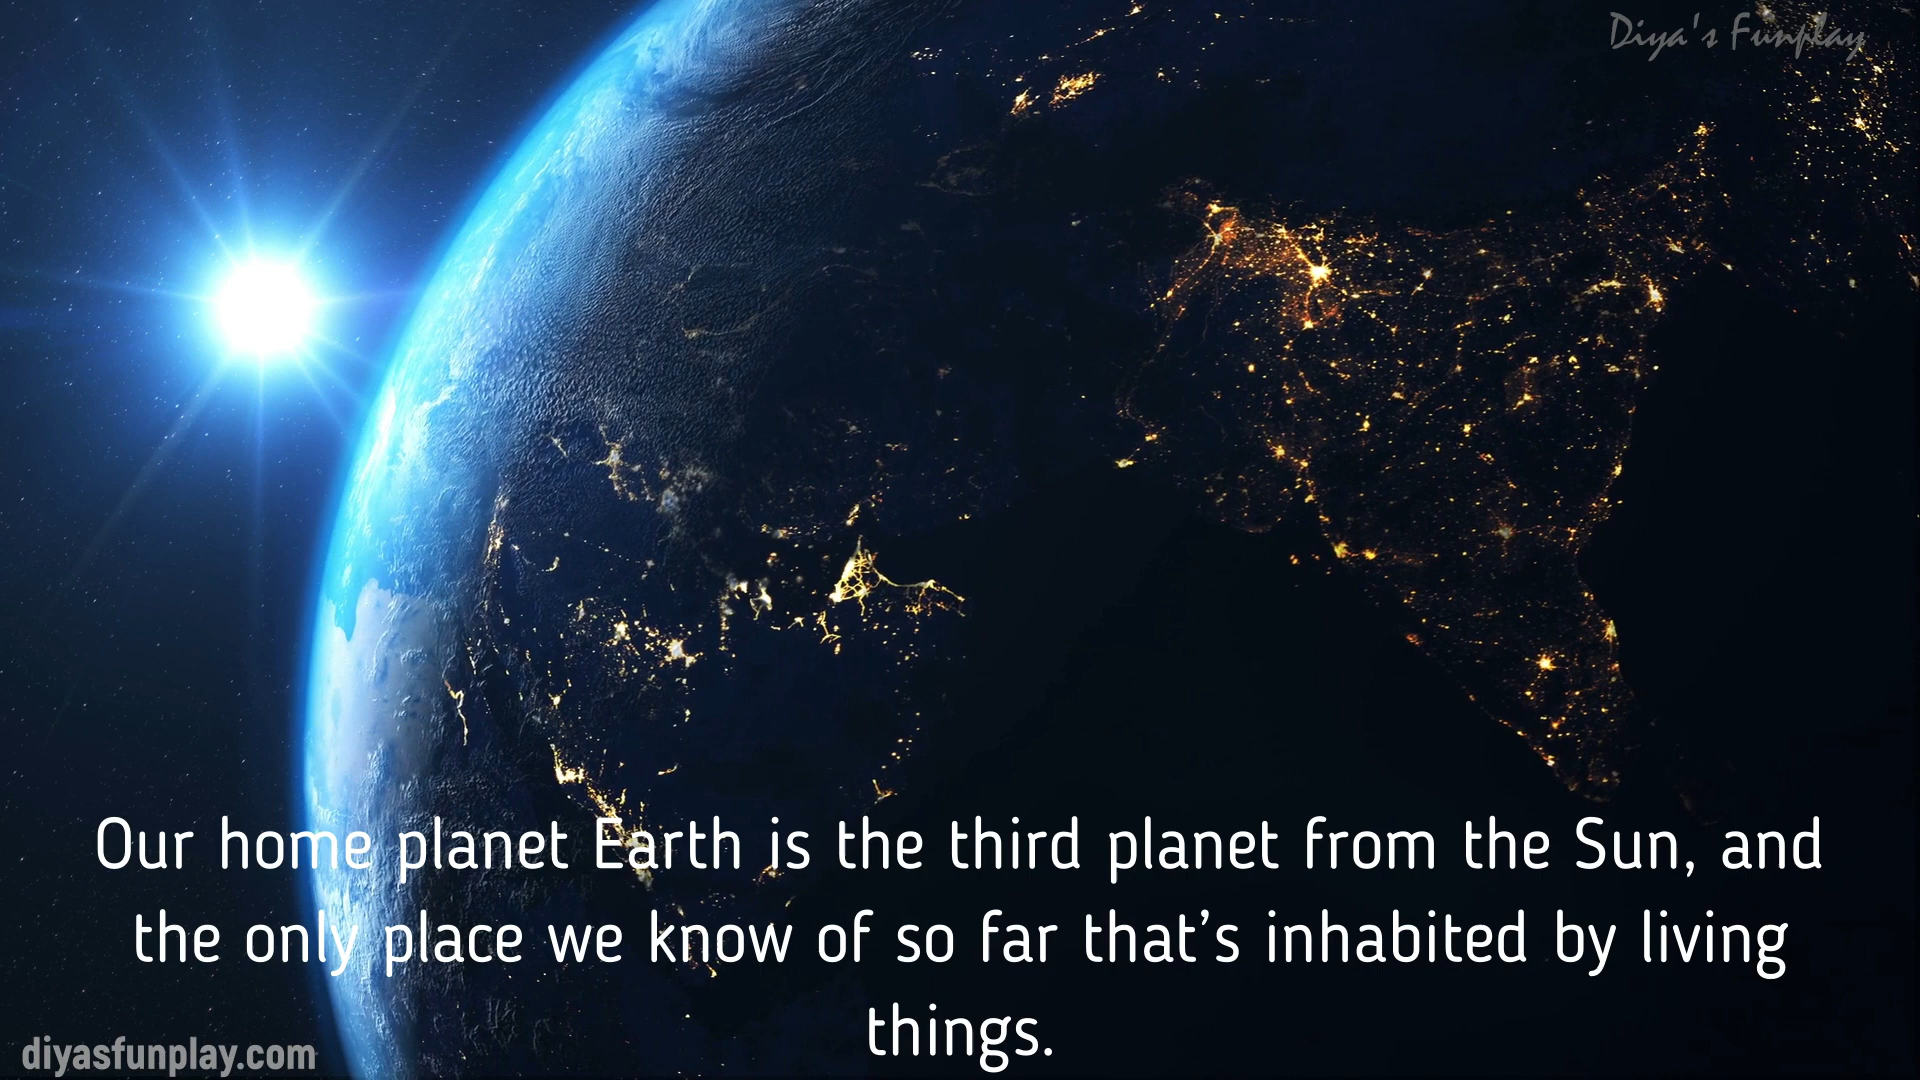 Diya's Funplay
Our home planet Earth is the third planet from the Sun, and
the only place we know of so far that’s inhabited by living
things.
diyasfunplay.com